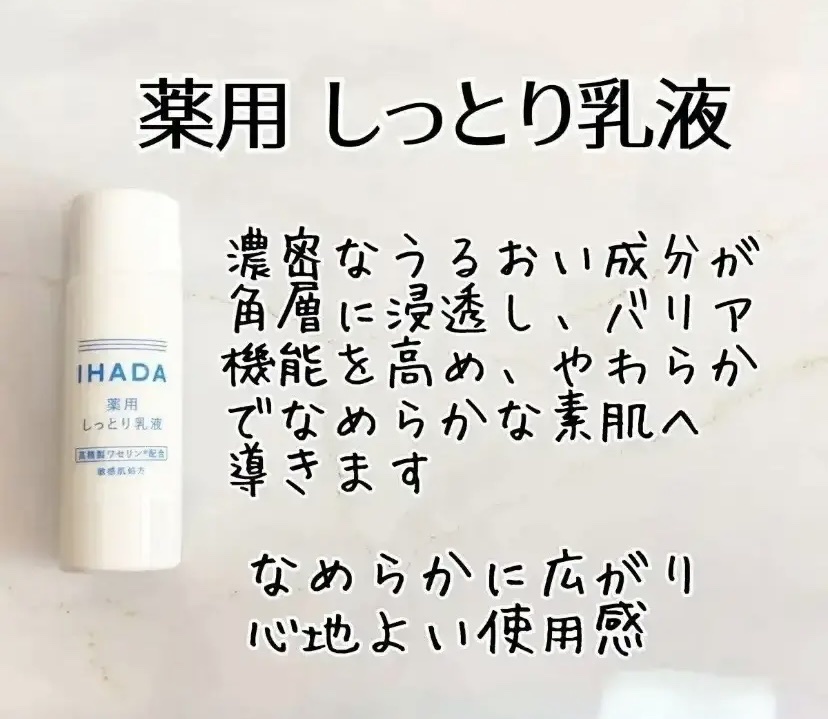 薬用 しっとり乳液
濃密なうるおい成分が
角層に浸透し、バリア
機能を高め、やわらか
でなめらかな素肌へ
導きます
なめらかに広がり
心地よい使用感
IHADA
薬用
しっとり乳液
高精製ワセリン*配合
敏感肌処方